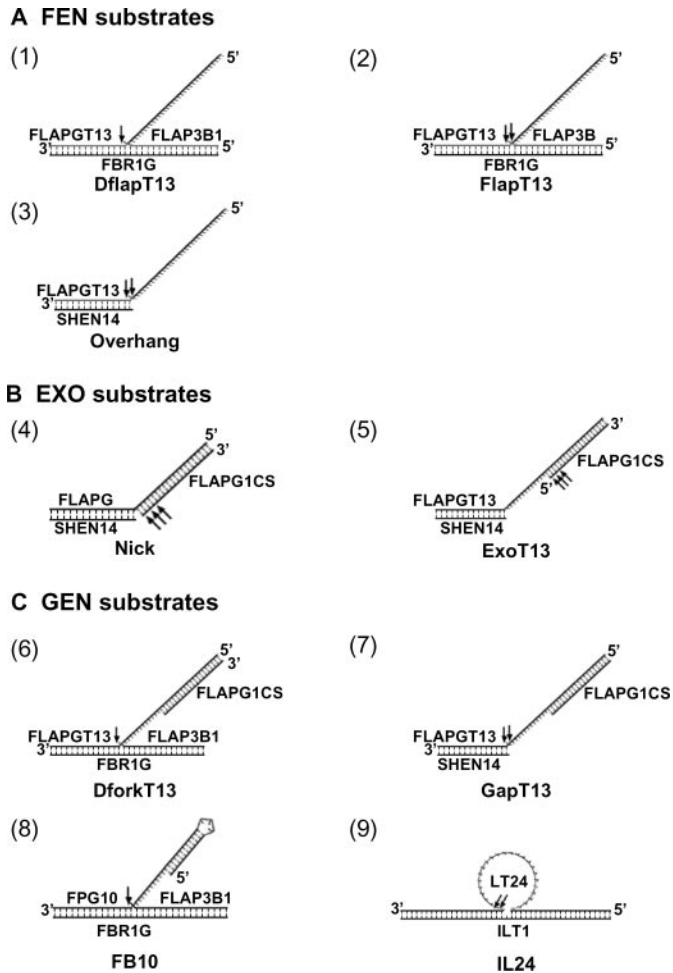 A FEN substrates
(1)
5’
FLAPGT13 FLAP3B1
3’ 5’
FBR1G
DflapT13
(2)
5’
FLAPGT13 FLAP3B
3’ 5’
FBR1G
FlapT13
(3)
5’
FLAPGT13
3’
SHEN14
Overhang
B EXO substrates
(4)
5’
3’
FLAPG1CS
FLAPG
SHEN14
Nick
(5)
3’
FLAPG1CS
5’
FLAPGT13
SHEN14
ExoT13
C GEN substrates
(6)
5’
3’
FLAPG1CS
FLAPGT13 FLAP3B1
3’
FBR1G
DforkT13
(7)
5’
FLAPG1CS
FLAPGT13
3’
SHEN14
GapT13
(8)
5’
FPG10 FLAP3B1
3’
FBR1G
FB10
(9)
LT24
3’ 5’
ILT1
IL24